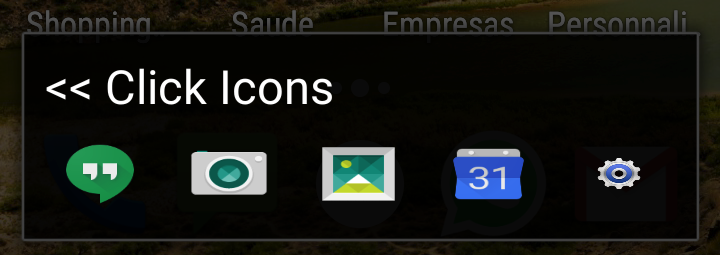 Shopping Saude Empresas Personnali
<< Click Icons
31